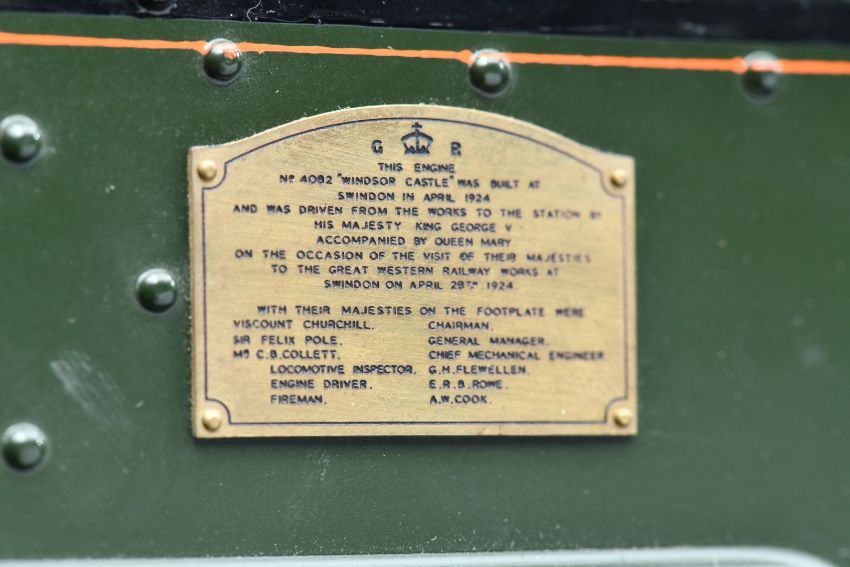 G R
THIS ENGINE
No 4082 "WINDSOR CASTLE" WAS BUILT AT
SWINDON IN APRIL 1924
AND WAS DRIVEN FROM THE WORKS TO THE STATION BY
HIS MAJESTY KING GEORGE V
ACCOMPANIED BY QUEEN MARY
ON THE OCCASION OF THE VISIT OF THEIR MAJESTIES
TO THE GREAT WESTERN RAILWAY WORKS AT
SWINDON ON APRIL 28TH 1924.
WITH THEIR MAJESTIES ON THE FOOTPLATE WERE
VISCOUNT CHURCHILL. CHAIRMAN.
SIR FELIX POLE. GENERAL MANAGER.
MR C.B.COLLETT. CHIEF MECHANICAL ENGINEER
LOCOMOTIVE INSPECTOR. G.H.FLEWELLEN.
ENGINE DRIVER. E.R.B.ROWE.
FIREMAN. A.W.COOK.